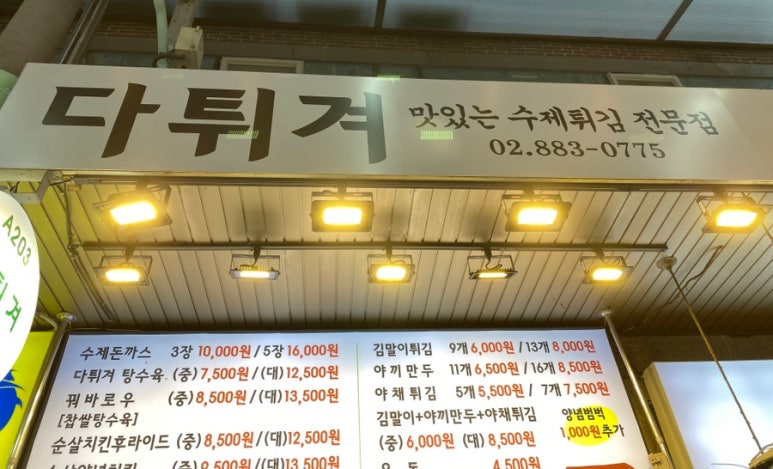 다튀겨
맛있는 수제튀김 전문점
02.883-0775
A203
수제돈까스 3장 10,000원 / 5장 16,000원
다튀겨 탕수육 (중) 7,500원 / (대) 12,500원
꿔바로우 (중) 8,500원 / (대) 13,500원
[찹쌀탕수육]
순살치킨후라이드 (중) 8,500원/(대)12,500원
9,500원 / (대) 13,500
김말이튀김 9개 6,000원 / 13개 8,000원
야끼만두 11개 6,500원 / 16개 8,500원
야채튀김 5개 5,500원 / 7개 7,500원
김말이+야끼만두+야채튀김
(중) 6,000원 (대) 8,500원
양념범벅
1,000원 추가
4,500원